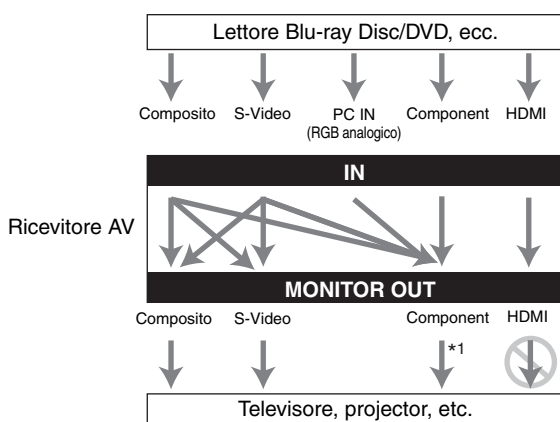 Lettore Blu-ray Disc/DVD, ecc.
Composito S-Video PC IN Component HDMI
(RGB analogico)
IN
Ricevitore AV
MONITOR OUT
Composito S-Video Component HDMI
*1
Televisore, projector, etc.